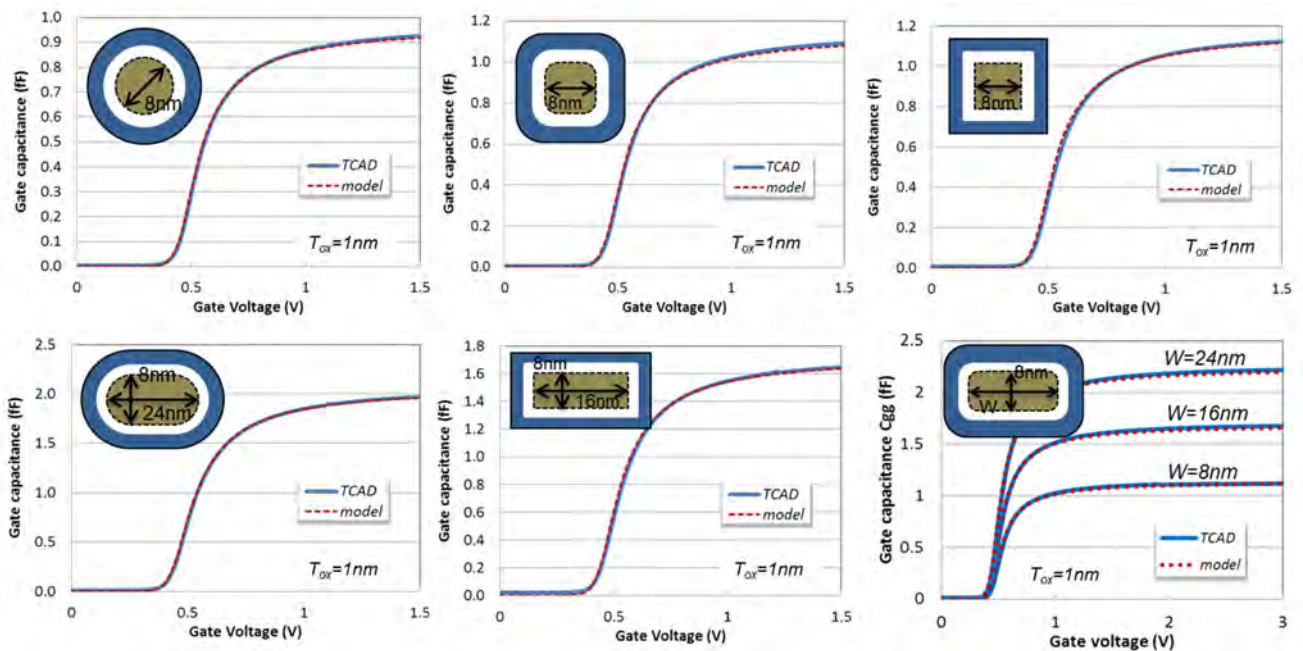 Gate capacitance (fF)
1.0
0.9
0.8
0.7
0.6
0.5
0.4
0.3
0.2
0.1
0.0
8nm
TCAD
model
Tox=1nm
0
0.5
1
1.5
Gate Voltage (V)
Gate capacitance (fF)
1.2
1.0
0.8
0.6
0.4
0.2
0.0
8nm
TCAD
model
Tox=1nm
0
0.5
1
1.5
Gate Voltage (V)
Gate capacitance (fF)
1.2
1.0
0.8
0.6
0.4
0.2
0.0
8nm
TCAD
model
Tox=1nm
0
0.5
1
1.5
Gate Voltage (V)
Gate capacitance (fF)
2.5
2.0
1.5
1.0
0.5
0.0
8nm
24nm
TCAD
model
Tox=1nm
0
0.5
1
1.5
Gate Voltage (V)
Gate capacitance (fF)
1.8
1.6
1.4
1.2
1.0
0.8
0.6
0.4
0.2
0.0
8nm
16nm
TCAD
model
Tox=1nm
0
0.5
1
1.5
Gate Voltage (V)
Gate capacitance Cgg (fF)
2.5
2
1.5
1
0.5
0
8nm
W
W=24nm
W=16nm
W=8nm
TCAD
model
Tox=1nm
0
1
2
3
Gate voltage (V)